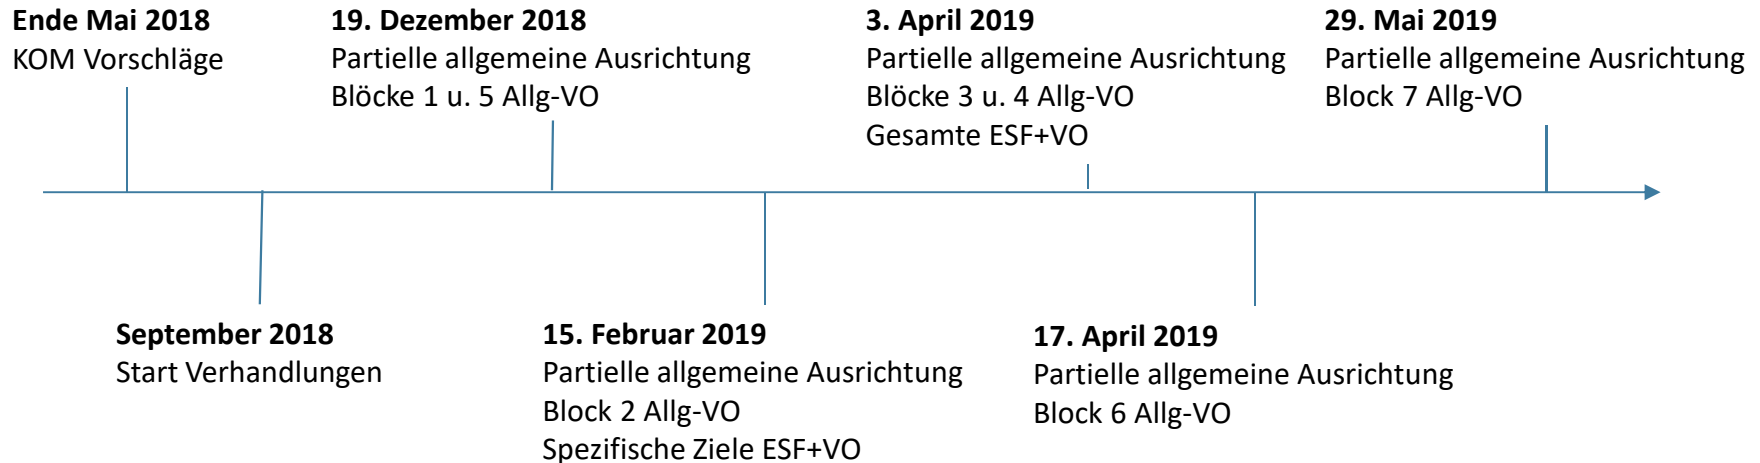 Ende Mai 2018
KOM Vorschläge
19. Dezember 2018
Partielle allgemeine Ausrichtung
Blöcke 1 u. 5 Allg-VO
3. April 2019
Partielle allgemeine Ausrichtung
Blöcke 3 u. 4 Allg-VO
Gesamte ESF+VO
29. Mai 2019
Partielle allgemeine Ausrichtung
Block 7 Allg-VO
September 2018
Start Verhandlungen
15. Februar 2019
Partielle allgemeine Ausrichtung
Block 2 Allg-VO
Spezifische Ziele ESF+VO
17. April 2019
Partielle allgemeine Ausrichtung
Block 6 Allg-VO